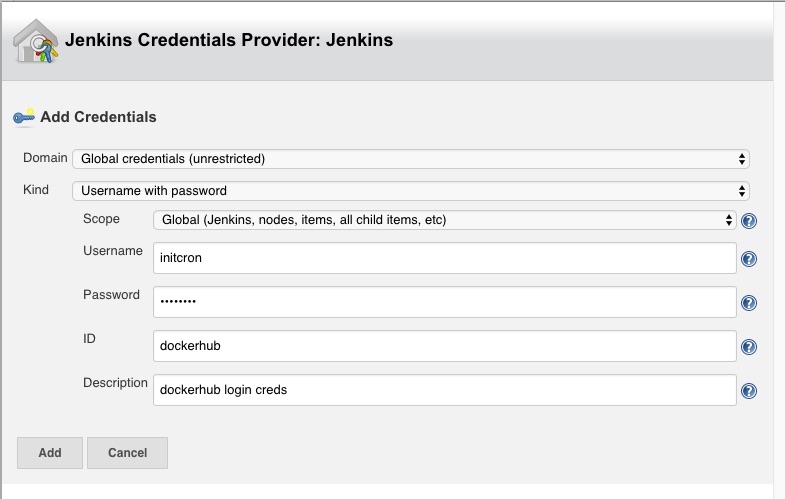 Jenkins Credentials Provider: Jenkins
Add Credentials
Domain Global credentials (unrestricted)
Kind Username with password
Scope Global (Jenkins, nodes, items, all child items, etc)
Username initcron
Password ••••••••
ID dockerhub
Description dockerhub login creds
Add Cancel